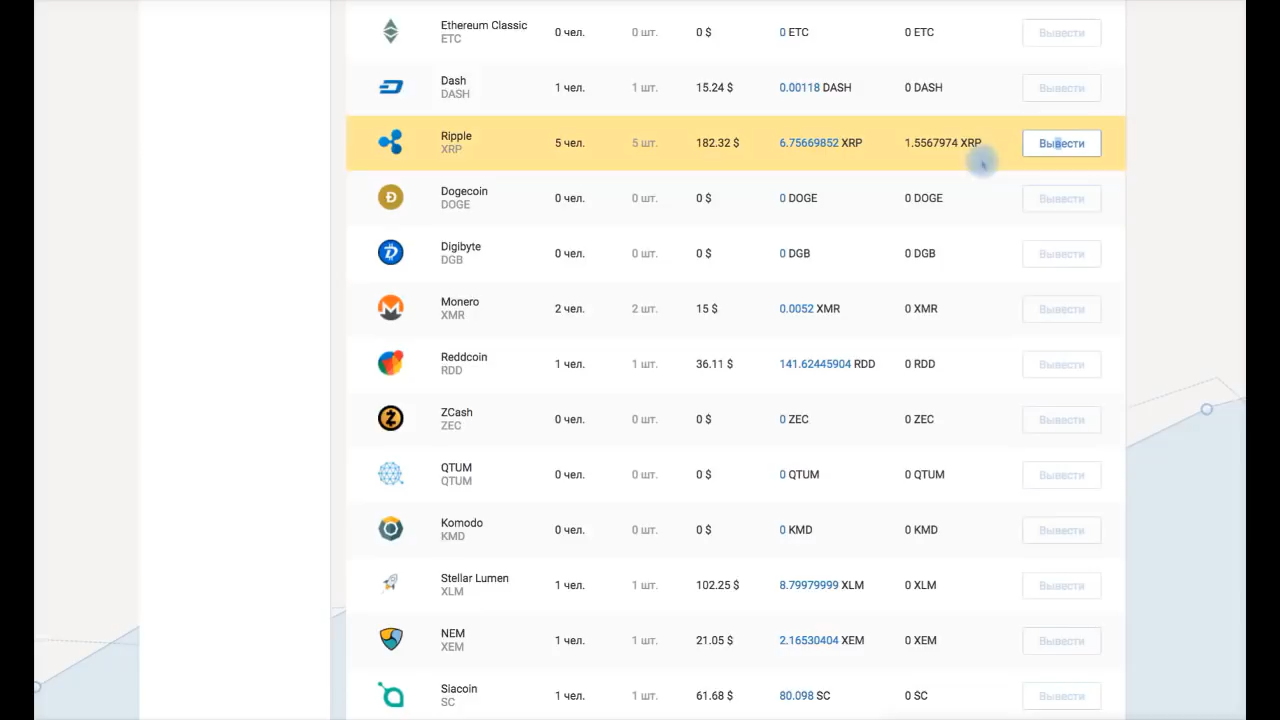 Ethereum Classic
ETC
0 чел.
0 шт.
0 $
0 ETC
0 ETC
Вывести
Dash
DASH
1 чел.
1 шт.
15.24 $
0.00118 DASH
0 DASH
Вывести
Ripple
XRP
5 чел.
5 шт.
182.32 $
6.75669852 XRP
1.5567974 XRP
Вывести
Dogecoin
DOGE
0 чел.
0 шт.
0 $
0 DOGE
0 DOGE
Вывести
Digibyte
DGB
0 чел.
0 шт.
0 $
0 DGB
0 DGB
Вывести
Monero
XMR
2 чел.
2 шт.
15 $
0.0052 XMR
0 XMR
Вывести
Reddcoin
RDD
1 чел.
1 шт.
36.11 $
141.62445904 RDD
0 RDD
Вывести
ZCash
ZEC
0 чел.
0 шт.
0 $
0 ZEC
0 ZEC
Вывести
QTUM
QTUM
0 чел.
0 шт.
0 $
0 QTUM
0 QTUM
Вывести
Komodo
KMD
0 чел.
0 шт.
0 $
0 KMD
0 KMD
Вывести
Stellar Lumen
XLM
1 чел.
1 шт.
102.25 $
8.79979999 XLM
0 XLM
Вывести
NEM
XEM
1 чел.
1 шт.
21.05 $
2.16530404 XEM
0 XEM
Вывести
Siacoin
SC
1 чел.
1 шт.
61.68 $
80.098 SC
0 SC
Вывести